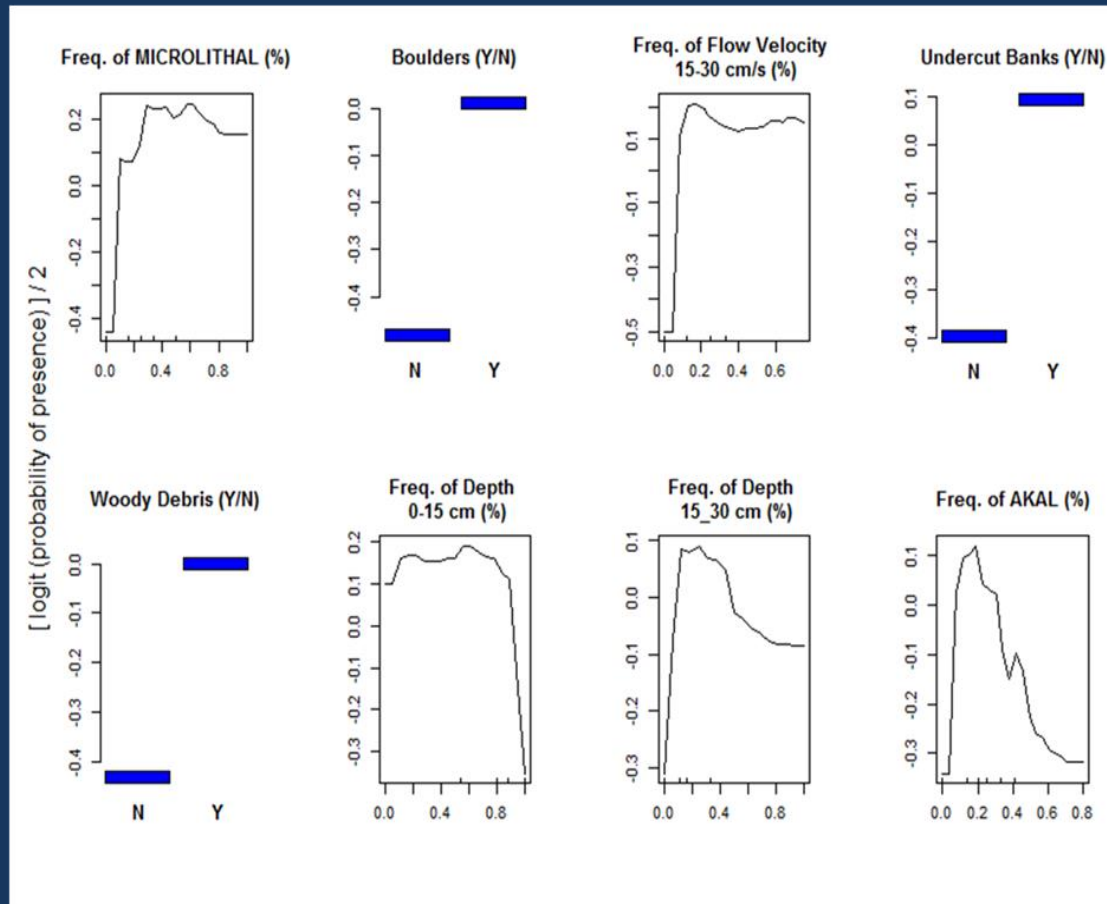 Freq. of MICROLITHAL (%)
Boulders (Y/N)
Freq. of Flow Velocity
15-30 cm/s (%)
Undercut Banks (Y/N)
[ logit (probability of presence) ] / 2
0.2
0.0
-0.2
-0.4
0.0 0.4 0.8
0.0
-0.1
-0.2
-0.3
-0.4
N Y
0.1
-0.1
-0.3
-0.5
0.0 0.2 0.4 0.6
0.1
0.0
-0.1
-0.2
-0.3
-0.4
N Y
Woody Debris (Y/N)
Freq. of Depth
0-15 cm (%)
Freq. of Depth
15_30 cm (%)
Freq. of AKAL (%)
0.0
-0.1
-0.2
-0.3
-0.4
N Y
0.2
0.1
0.0
-0.1
-0.2
-0.3
0.0 0.4 0.8
0.1
0.0
-0.1
-0.2
-0.3
0.0 0.4 0.8
0.1
0.0
-0.1
-0.2
-0.3
0.0 0.2 0.4 0.6 0.8